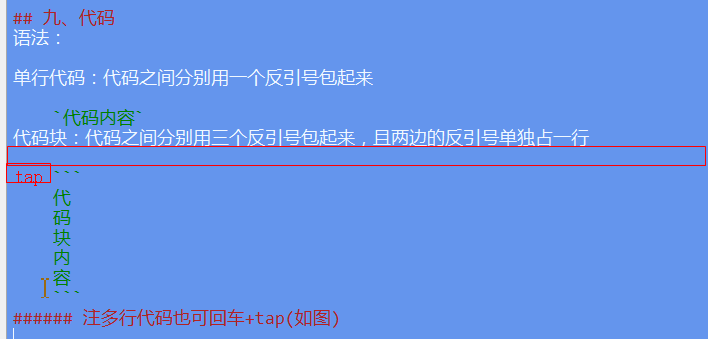 ## 九、代码
语法：
单行代码：代码之间分别用一个反引号包起来
`代码内容`
代码块：代码之间分别用三个反引号包起来，且两边的反引号单独占一行
tap ```
代
码
块
内
容
```
###### 注多行代码也可回车+tap(如图)